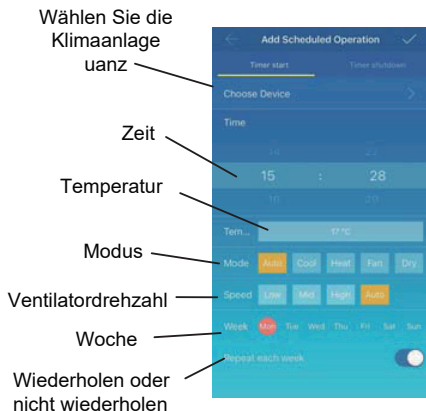 Wählen Sie die
Klimaanlage
uanz
Zeit
Temperatur
Modus
Ventilatordrehzahl
Woche
Wiederholen oder
nicht wiederholen
Add Scheduled Operation
Timer start Timer shutdown
Choose Device
Time
15 : 28
Tem... 17 °C
Mode Auto Cool Heat Fan Dry
Speed Low Mid High Auto
Week Mon Tue Wed Thu Fri Sat Sun
Repeat each week